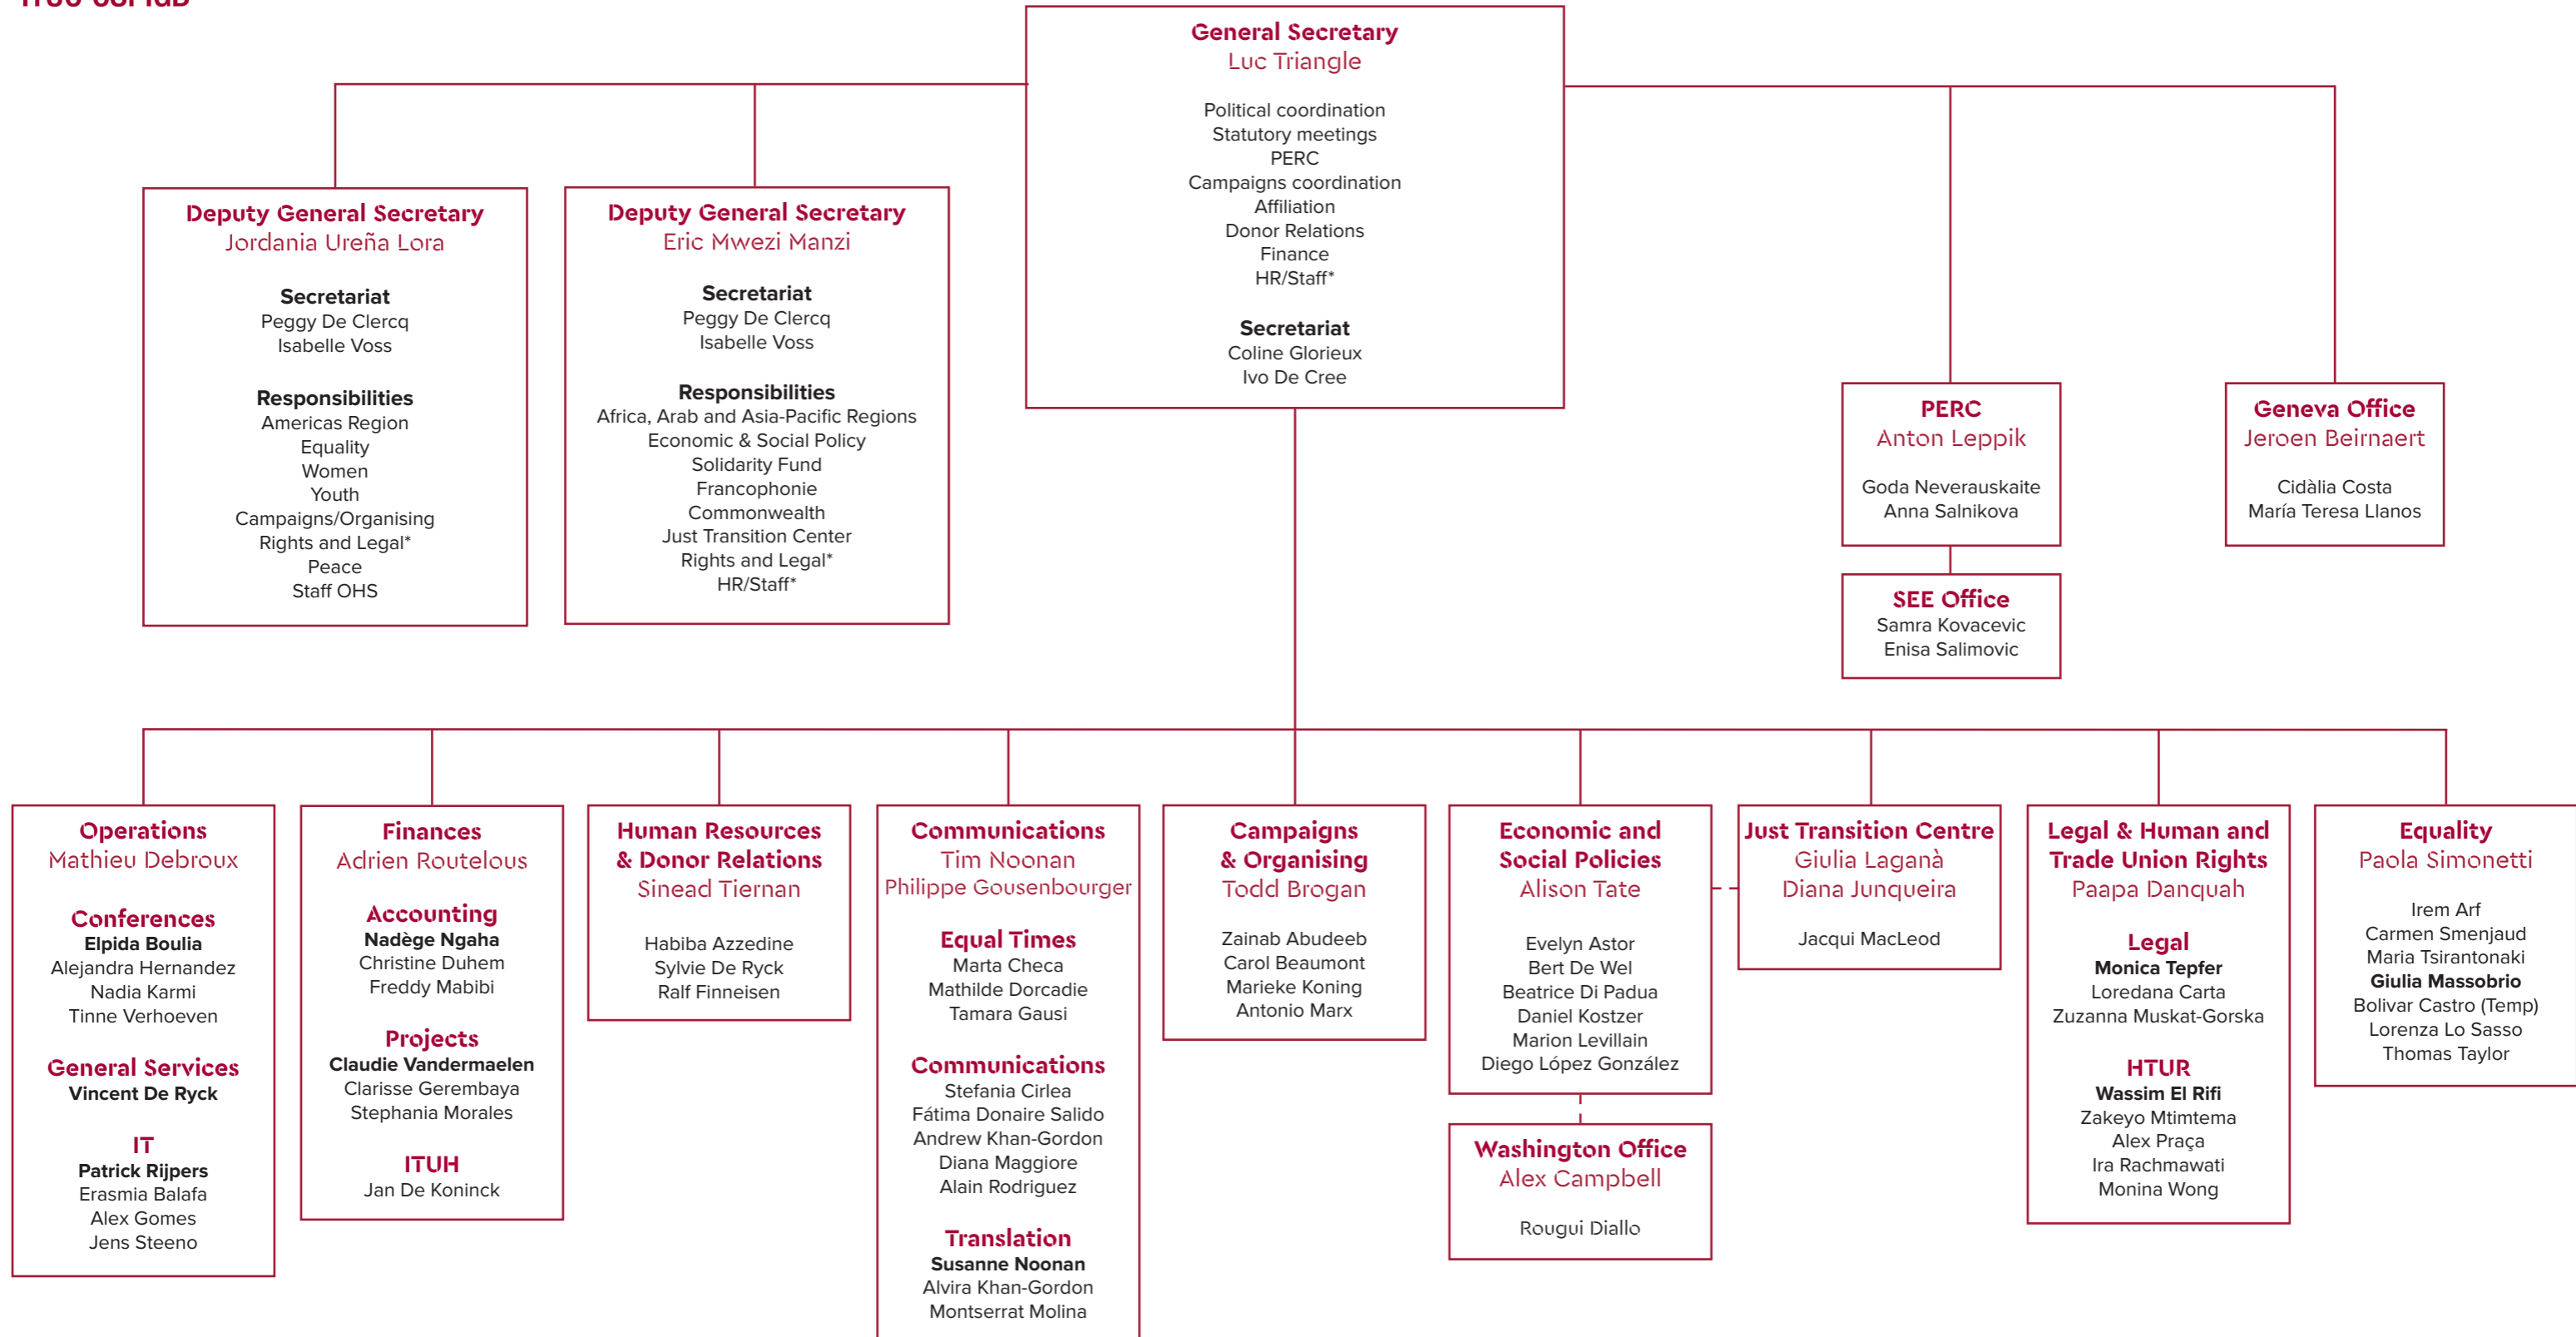 General Secretary
Luc Triangle
Political coordination
Statutory meetings
PERC
Campaigns coordination
Affiliation
Donor Relations
Finance
HR/Staff*
Secretariat
Coline Glorieux
Ivo De Cree
Deputy General Secretary
Jordania Ureña Lora
Secretariat
Peggy De Clercq
Isabelle Voss
Responsibilities
Americas Region
Equality
Women
Youth
Campaigns/Organising
Rights and Legal*
Peace
Staff OHS
Deputy General Secretary
Eric Mwezi Manzi
Secretariat
Peggy De Clercq
Isabelle Voss
Responsibilities
Africa, Arab and Asia-Pacific Regions
Economic & Social Policy
Solidarity Fund
Francophonie
Commonwealth
Just Transition Center
Rights and Legal*
HR/Staff*
PERC
Anton Leppik
Goda Neverauskaite
Anna Salnikova
SEE Office
Samra Kovacevic
Enisa Salimovic
Geneva Office
Jeroen Beirnaert
Cidàlia Costa
María Teresa Llanos
Operations
Mathieu Debroux
Conferences
Elpida Boulia
Alejandra Hernandez
Nadia Karmi
Tinne Verhoeven
General Services
Vincent De Ryck
IT
Patrick Rijpers
Erasmia Balafa
Alex Gomes
Jens Steeno
Finances
Adrien Routelous
Accounting
Nadège Ngaha
Christine Duhem
Freddy Mabibi
Projects
Claudie Vandermaelen
Clarisse Gerembaya
Stephania Morales
ITUH
Jan De Koninck
Human Resources
& Donor Relations
Sinead Tiernan
Habiba Azzedine
Sylvie De Ryck
Ralf Finneisen
Communications
Tim Noonan
Philippe Gousenbourger
Equal Times
Marta Checa
Mathilde Dorcadie
Tamara Gausi
Communications
Stefania Cirlea
Fátima Donaire Salido
Andrew Khan-Gordon
Diana Maggiore
Alain Rodriguez
Translation
Susanne Noonan
Alvira Khan-Gordon
Montserrat Molina
Campaigns
& Organising
Todd Brogan
Zainab Abudeeb
Carol Beaumont
Marieke Koning
Antonio Marx
Economic and
Social Policies
Alison Tate
Evelyn Astor
Bert De Wel
Beatrice Di Padua
Daniel Kostzer
Marion Levillain
Diego López González
Washington Office
Alex Campbell
Rougui Diallo
Just Transition Centre
Giulia Laganà
Diana Junqueira
Jacqui MacLeod
Legal & Human and
Trade Union Rights
Paapa Danquah
Legal
Monica Tepfer
Loredana Carta
Zuzanna Muskat-Gorska
HTUR
Wassim El Rifi
Zakeyo Mtimtema
Alex Praça
Ira Rachmawati
Monina Wong
Equality
Paola Simonetti
Irem Arf
Carmen Smenjaud
Maria Tsirantonaki
Giulia Massobrio
Bolivar Castro (Temp)
Lorenza Lo Sasso
Thomas Taylor